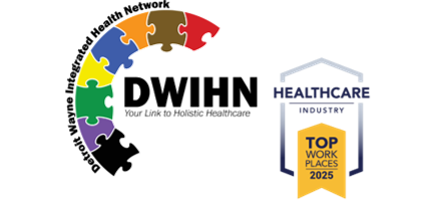 Detroit Wayne Integrated Health Network
DWIHN
Your Link to Holistic Healthcare
HEALTHCARE
INDUSTRY
TOP
WORK
PLACES
2025